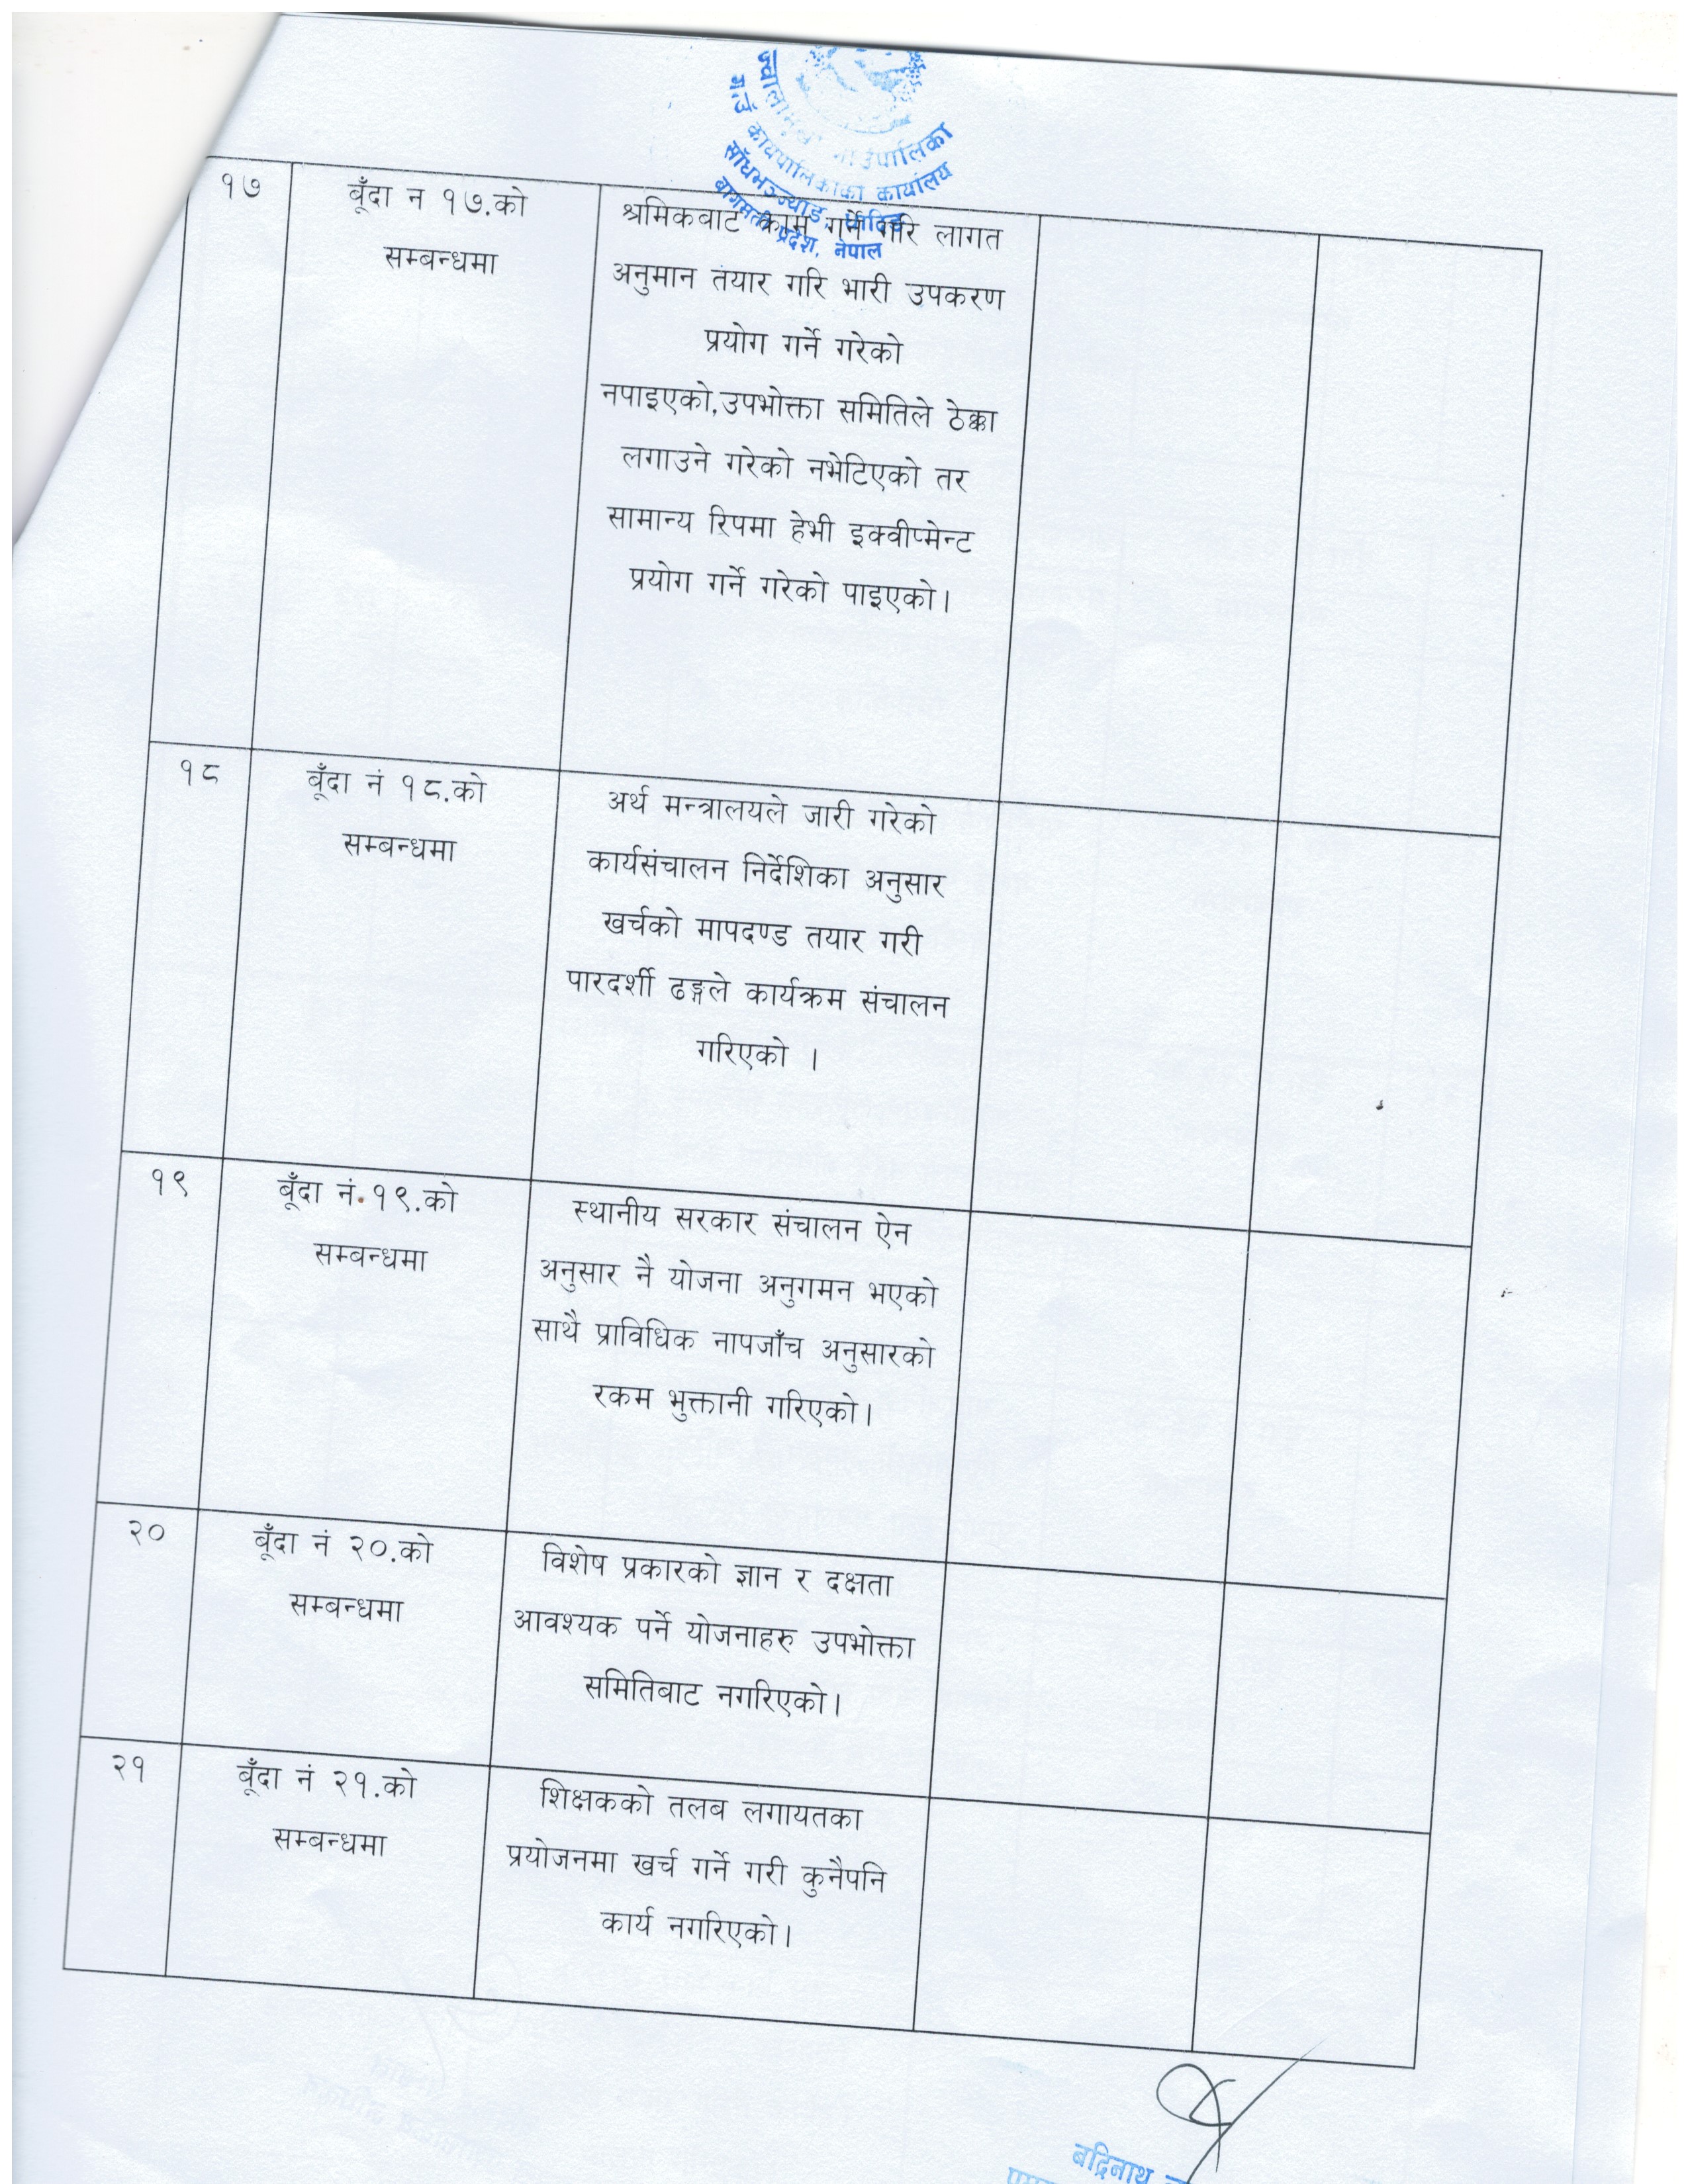 ज्वालामूखी गाउँपालिका
गाउँ कार्यपालिकाको कार्यालय
बागमती प्रदेश, नेपाल
१७
बूँदा न १७.को
सम्बन्धमा
श्रमिकबाट काम गर्ने गरि लागत
अनुमान तयार गरि भारी उपकरण
प्रयोग गर्ने गरेको
नपाइएको,उपभोक्ता समितिले ठेक्का
लगाउने गरेको नभेटिएको तर
सामान्य रिपमा हेभी इक्वीप्मेन्ट
प्रयोग गर्ने गरेको पाइएको।
१८
बूँदा नं १८.को
सम्बन्धमा
अर्थ मन्त्रालयले जारी गरेको
कार्यसंचालन निर्देशिका अनुसार
खर्चको मापदण्ड तयार गरी
पारदर्शी ढङ्गले कार्यक्रम संचालन
गरिएको ।
१९
बूँदा नं.१९.को
सम्बन्धमा
स्थानीय सरकार संचालन ऐन
अनुसार नै योजना अनुगमन भएको
साथै प्राविधिक नापजाँच अनुसारको
रकम भुक्तानी गरिएको।
२०
बूँदा नं २०.को
सम्बन्धमा
विशेष प्रकारको ज्ञान र दक्षता
आवश्यक पर्ने योजनाहरु उपभोक्ता
समितिबाट नगरिएको।
२१
बूँदा नं २१.को
सम्बन्धमा
शिक्षकको तलब लगायतका
प्रयोजनमा खर्च गर्ने गरी कुनैपनि
कार्य नगरिएको।
बद्रिनाथ